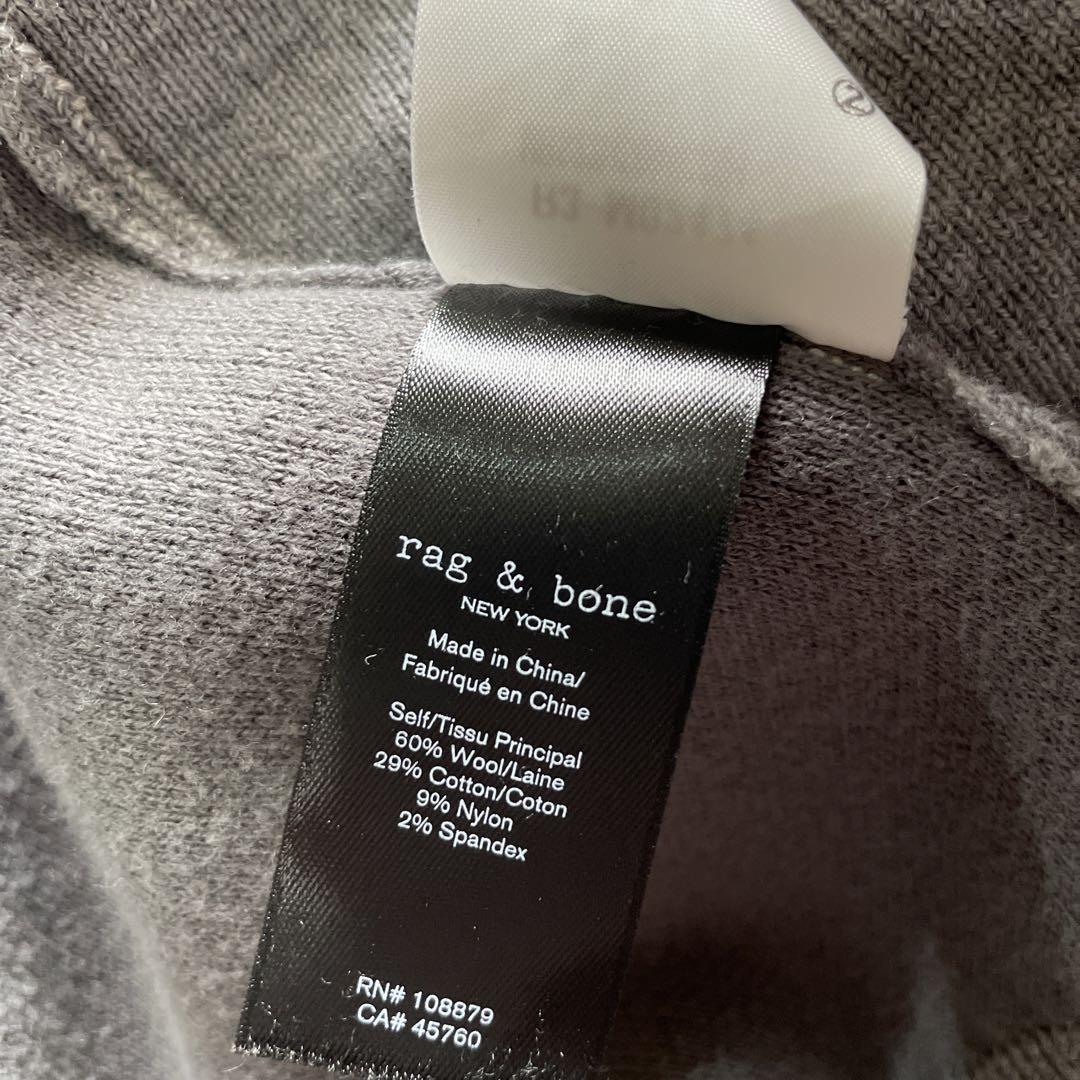 rag & bone
NEW YORK
Made in China/
Fabriqué en Chine
Self/Tissu Principal
60% Wool/Laine
29% Cotton/Coton
9% Nylon
2% Spandex
RN# 108879
CA# 45760